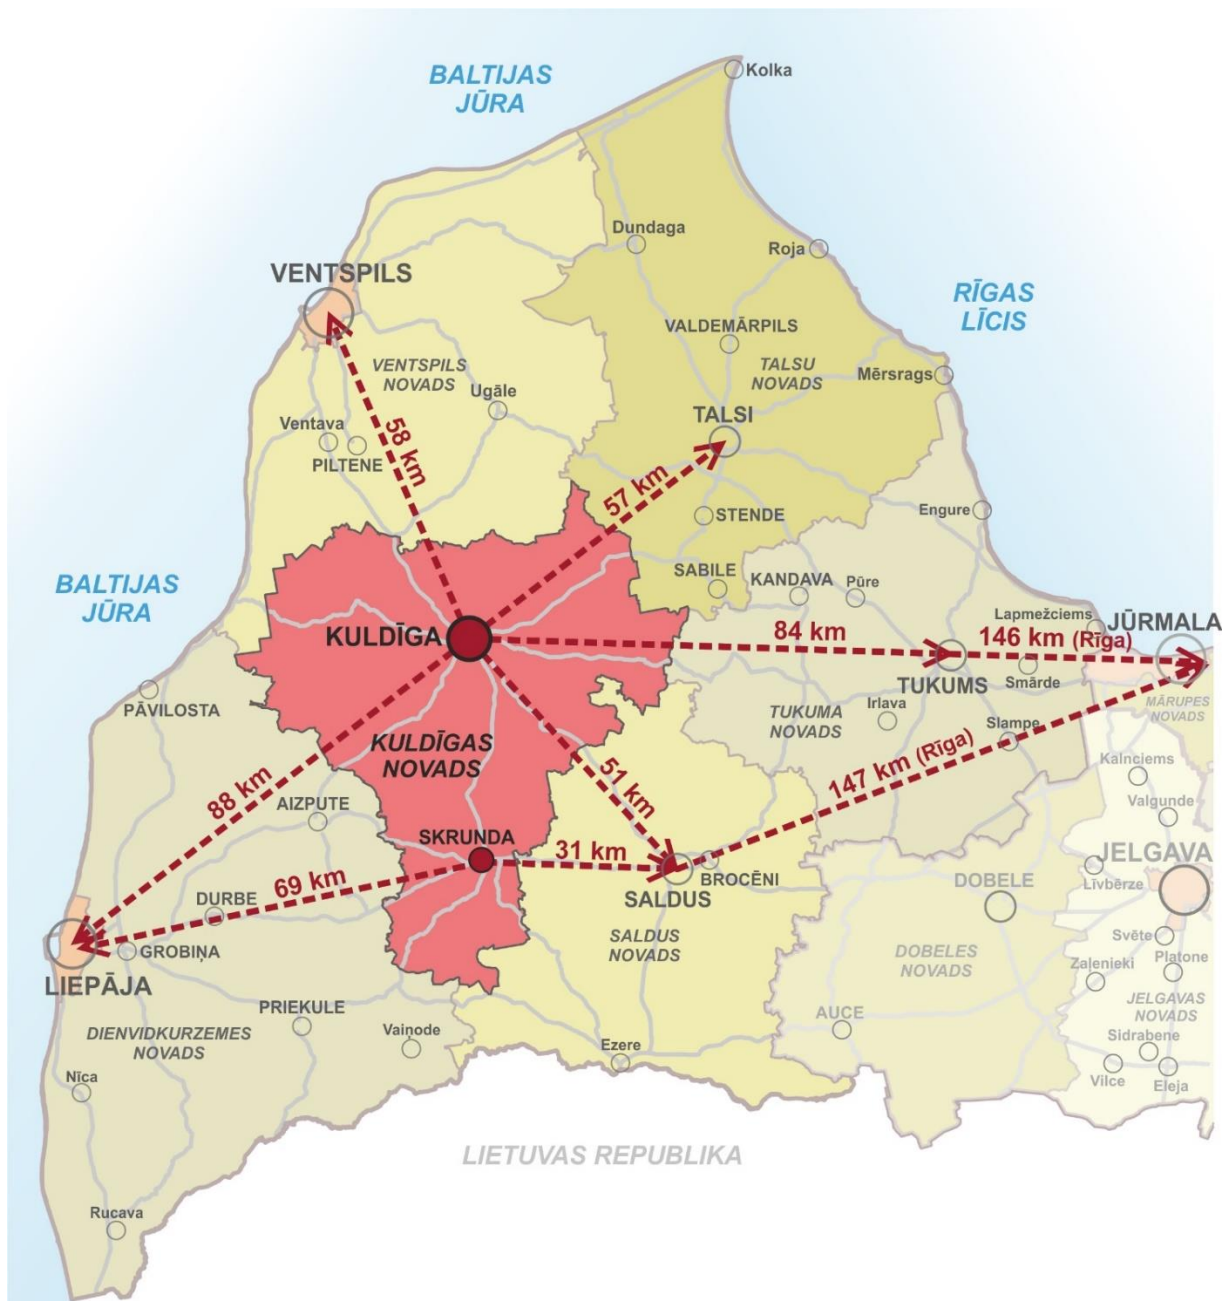 BALTIJAS
JŪRA
Kolka
Dundaga
Roja
VENTSPILS
RĪGAS
LĪCIS
VALDEMĀRPILS
VENTSPILS
NOVADS
TALSU
NOVADS
Mērsrags
Ugāle
TALSI
Ventava
PILTENE
58 km
57 km
STENDE
Engure
BALTIJAS
JŪRA
SABILE
KANDAVA
Pūre
Lapmežciems
JŪRMALA
KULDĪGA
84 km
146 km (Rīga)
TUKUMS
Smārde
PĀVILOSTA
TUKUMA
NOVADS
Irlava
Slampe
MĀRUPES
NOVADS
KULDĪGAS
NOVADS
88 km
51 km
147 km (Rīga)
Kalnciems
Valgunde
AIZPUTE
SKRUNDA
31 km
69 km
BROCĒNI
JELGAVA
DURBE
SALDUS
DOBELE
Līvbērze
GROBIŅA
SALDUS
NOVADS
DOBELES
NOVADS
Svēte
Platone
Zaļenieki
LIEPĀJA
PRIEKULE
AUCE
JELGAVAS
NOVADS
DIENVIDKURZEMES
NOVADS
Vaiņode
Ezere
Sidrabene
Nīca
Vilce
Eleja
LIETUVAS REPUBLIKA
Rucava